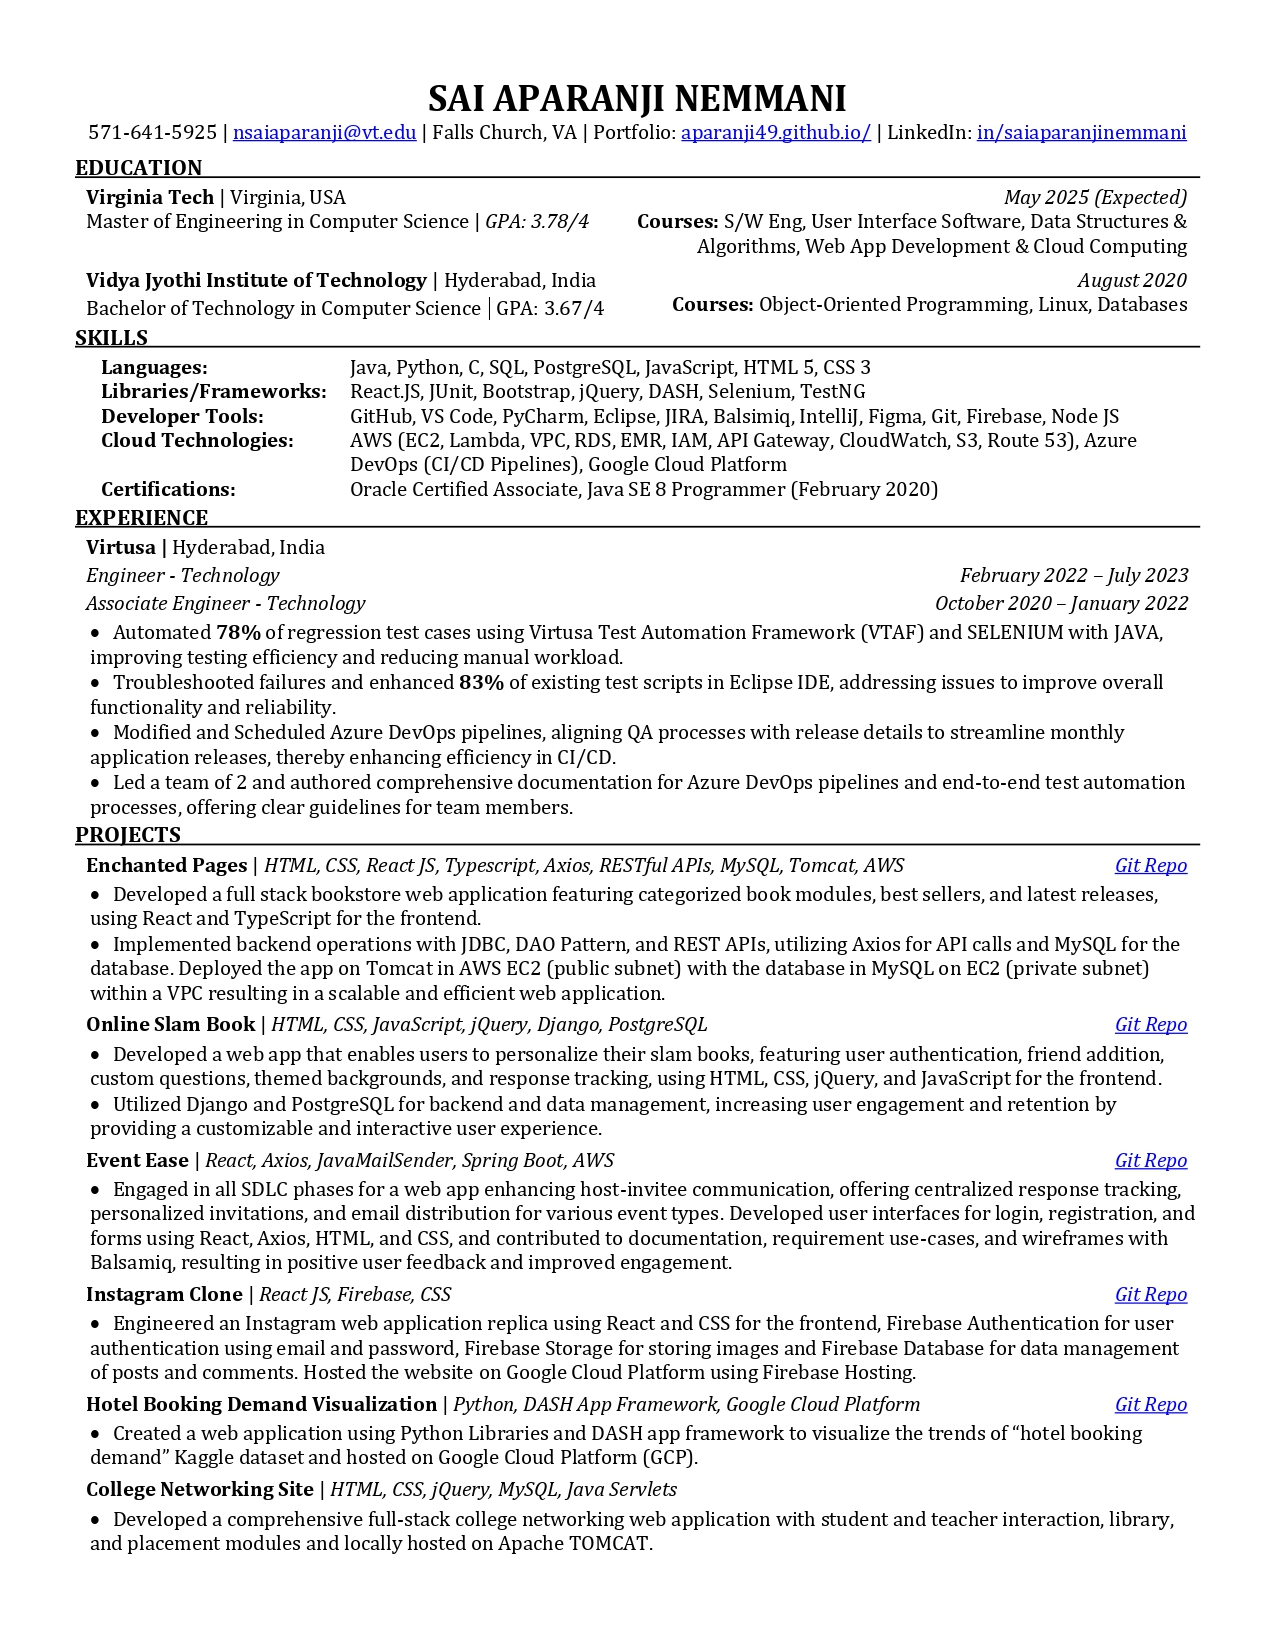 SAI APARANJI NEMMANI
571-641-5925 | nsaiaparanji@vt.edu | Falls Church, VA | Portfolio: aparanji49.github.io/ | LinkedIn: in/saiaparanjinemmani
EDUCATION
Virginia Tech | Virginia, USA May 2025 (Expected)
Master of Engineering in Computer Science | GPA: 3.78/4 Courses: S/W Eng, User Interface Software, Data Structures &
Algorithms, Web App Development & Cloud Computing
Vidya Jyothi Institute of Technology | Hyderabad, India August 2020
Bachelor of Technology in Computer Science | GPA: 3.67/4 Courses: Object-Oriented Programming, Linux, Databases
SKILLS
Languages: Java, Python, C, SQL, PostgreSQL, JavaScript, HTML 5, CSS 3
Libraries/Frameworks: React.JS, JUnit, Bootstrap, jQuery, DASH, Selenium, TestNG
Developer Tools: GitHub, VS Code, PyCharm, Eclipse, JIRA, Balsimiq, IntelliJ, Figma, Git, Firebase, Node JS
Cloud Technologies: AWS (EC2, Lambda, VPC, RDS, EMR, IAM, API Gateway, CloudWatch, S3, Route 53), Azure
DevOps (CI/CD Pipelines), Google Cloud Platform
Certifications: Oracle Certified Associate, Java SE 8 Programmer (February 2020)
EXPERIENCE
Virtusa | Hyderabad, India
Engineer - Technology February 2022 – July 2023
Associate Engineer - Technology October 2020 – January 2022
• Automated 78% of regression test cases using Virtusa Test Automation Framework (VTAF) and SELENIUM with JAVA,
improving testing efficiency and reducing manual workload.
• Troubleshooted failures and enhanced 83% of existing test scripts in Eclipse IDE, addressing issues to improve overall
functionality and reliability.
• Modified and Scheduled Azure DevOps pipelines, aligning QA processes with release details to streamline monthly
application releases, thereby enhancing efficiency in CI/CD.
• Led a team of 2 and authored comprehensive documentation for Azure DevOps pipelines and end-to-end test automation
processes, offering clear guidelines for team members.
PROJECTS
Enchanted Pages | HTML, CSS, React JS, Typescript, Axios, RESTful APIs, MySQL, Tomcat, AWS Git Repo
• Developed a full stack bookstore web application featuring categorized book modules, best sellers, and latest releases,
using React and TypeScript for the frontend.
• Implemented backend operations with JDBC, DAO Pattern, and REST APIs, utilizing Axios for API calls and MySQL for the
database. Deployed the app on Tomcat in AWS EC2 (public subnet) with the database in MySQL on EC2 (private subnet)
within a VPC resulting in a scalable and efficient web application.
Online Slam Book | HTML, CSS, JavaScript, jQuery, Django, PostgreSQL Git Repo
• Developed a web app that enables users to personalize their slam books, featuring user authentication, friend addition,
custom questions, themed backgrounds, and response tracking, using HTML, CSS, jQuery, and JavaScript for the frontend.
• Utilized Django and PostgreSQL for backend and data management, increasing user engagement and retention by
providing a customizable and interactive user experience.
Event Ease | React, Axios, JavaMailSender, Spring Boot, AWS Git Repo
• Engaged in all SDLC phases for a web app enhancing host-invitee communication, offering centralized response tracking,
personalized invitations, and email distribution for various event types. Developed user interfaces for login, registration, and
forms using React, Axios, HTML, and CSS, and contributed to documentation, requirement use-cases, and wireframes with
Balsamiq, resulting in positive user feedback and improved engagement.
Instagram Clone | React JS, Firebase, CSS Git Repo
• Engineered an Instagram web application replica using React and CSS for the frontend, Firebase Authentication for user
authentication using email and password, Firebase Storage for storing images and Firebase Database for data management
of posts and comments. Hosted the website on Google Cloud Platform using Firebase Hosting.
Hotel Booking Demand Visualization | Python, DASH App Framework, Google Cloud Platform Git Repo
• Created a web application using Python Libraries and DASH app framework to visualize the trends of “hotel booking
demand” Kaggle dataset and hosted on Google Cloud Platform (GCP).
College Networking Site | HTML, CSS, jQuery, MySQL, Java Servlets
• Developed a comprehensive full-stack college networking web application with student and teacher interaction, library,
and placement modules and locally hosted on Apache TOMCAT.